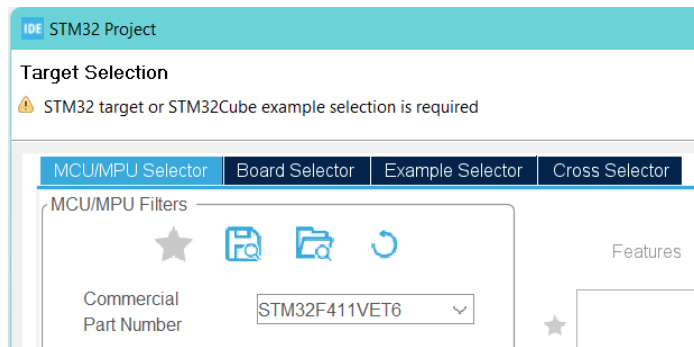 IDE STM32 Project
Target Selection
STM32 target or STM32Cube example selection is required
MCU/MPU Selector Board Selector Example Selector Cross Selector
MCU/MPU Filters
Features
Commercial
Part Number
STM32F411VET6